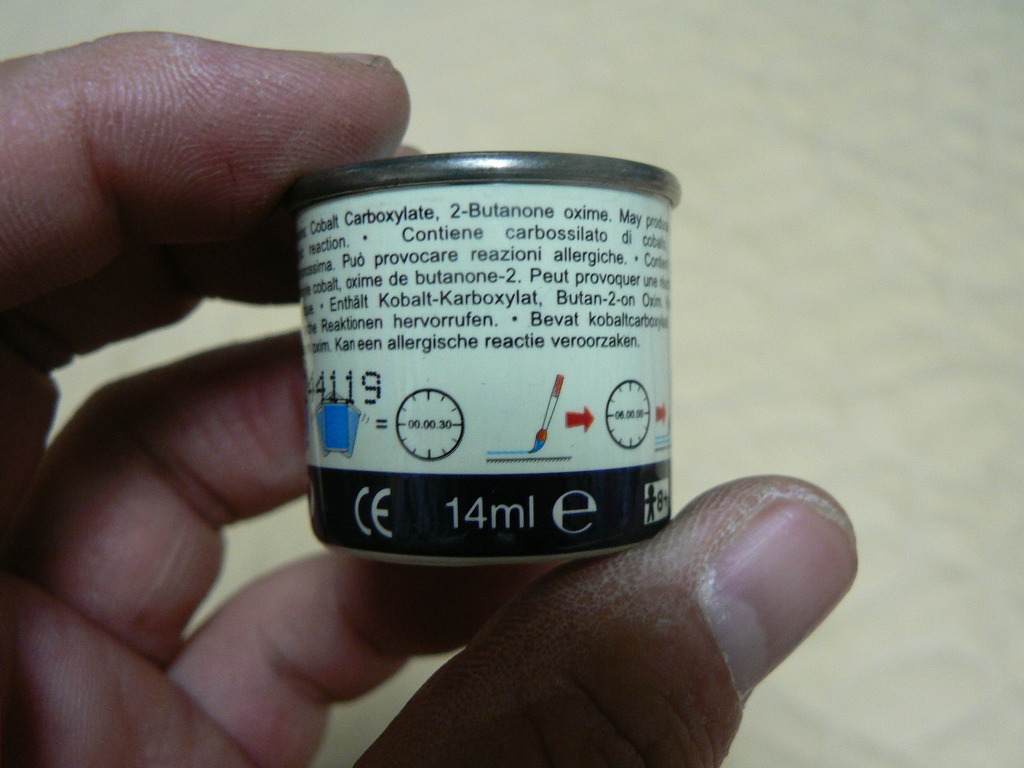 Cobalt Carboxylate, 2-Butanone oxime. May
reaction. • Contiene carbossilato di
Può provocare reazioni allergiche. •
cobalt, oxime de butanone-2. Peut provoquer une
• Enthält Kobalt-Karboxylat, Butan-2-on Oxim,
Reaktionen hervorrufen. • Bevat
Kan een allergische reactie veroorzaken.
44119
= 00.00.30 06.00.00
CE 14ml e 8+